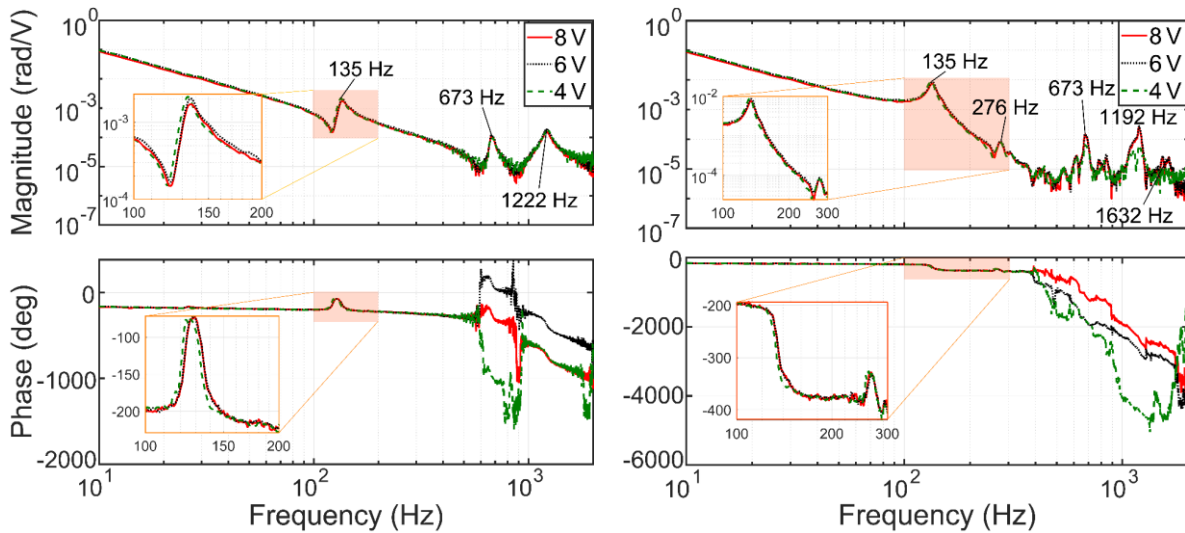 Magnitude (rad/V)
10^0
10^-3
10^-5
10^-7
8 V
6 V
4 V
135 Hz
673 Hz
1222 Hz
10^-3
10^-4
100
150
200
10^0
10^-2
10^-4
10^-5
10^-7
8 V
6 V
4 V
135 Hz
276 Hz
673 Hz
1192 Hz
1632 Hz
10^-2
10^-4
100
200
300
Phase (deg)
0
-1000
-2000
-100
-150
-200
100
150
200
10^1
10^2
10^3
Frequency (Hz)
0
-2000
-4000
-6000
-200
-300
-400
100
200
300
10^1
10^2
10^3
Frequency (Hz)